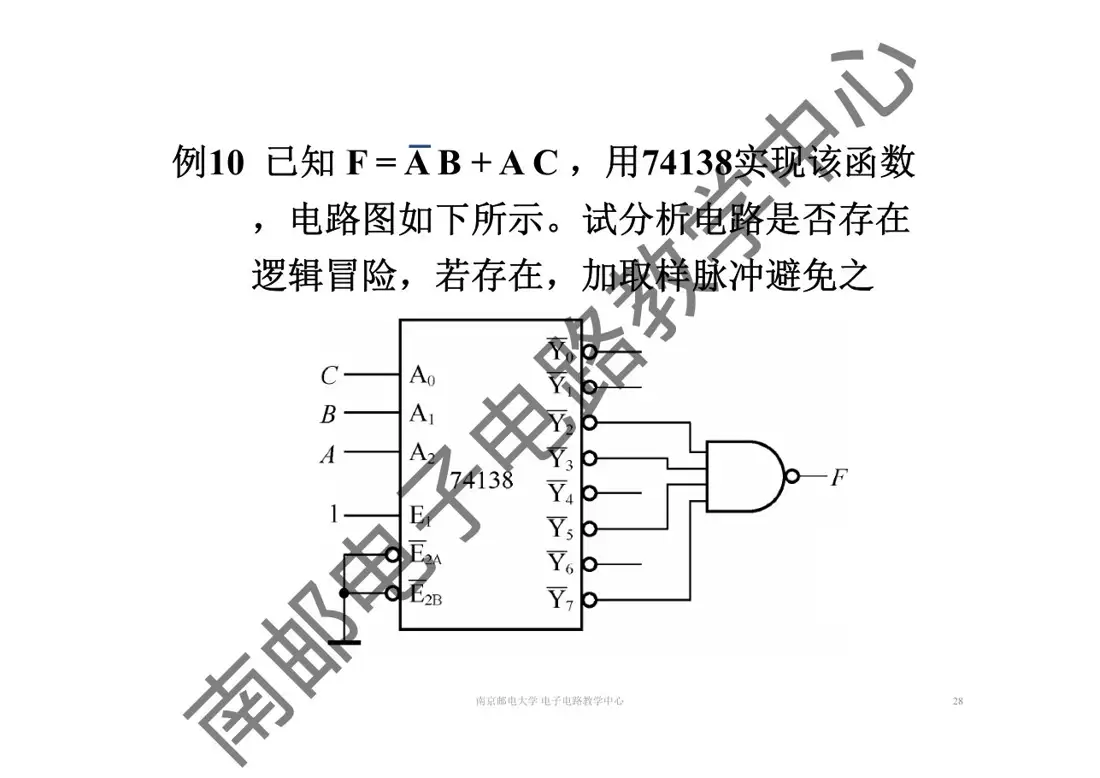 例10 已知 F = A̅ B + A C ，用74138实现该函数
，电路图如下所示。试分析电路是否存在
逻辑冒险，若存在，加取样脉冲避免之
C A₀ Y̅₀
Y̅₁
B A₁ Y̅₂
A A₂ Y̅₃ F
74138 Y̅₄
1 E₁ Y̅₅
E̅₂A Y̅₆
E̅₂B Y̅₇
南邮电子电路教学中心
南京邮电大学 电子电路教学中心
28